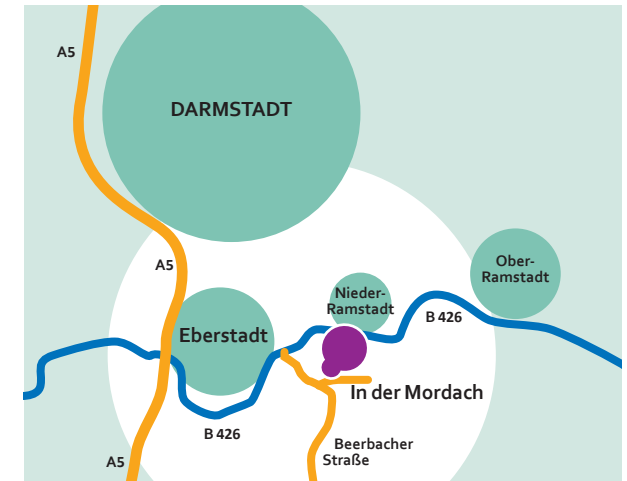 A5
DARMSTADT
A5
Ober-
Ramstadt
Nieder-
Ramstadt
B 426
Eberstadt
In der Mordach
B 426
Beerbacher
Straße
A5